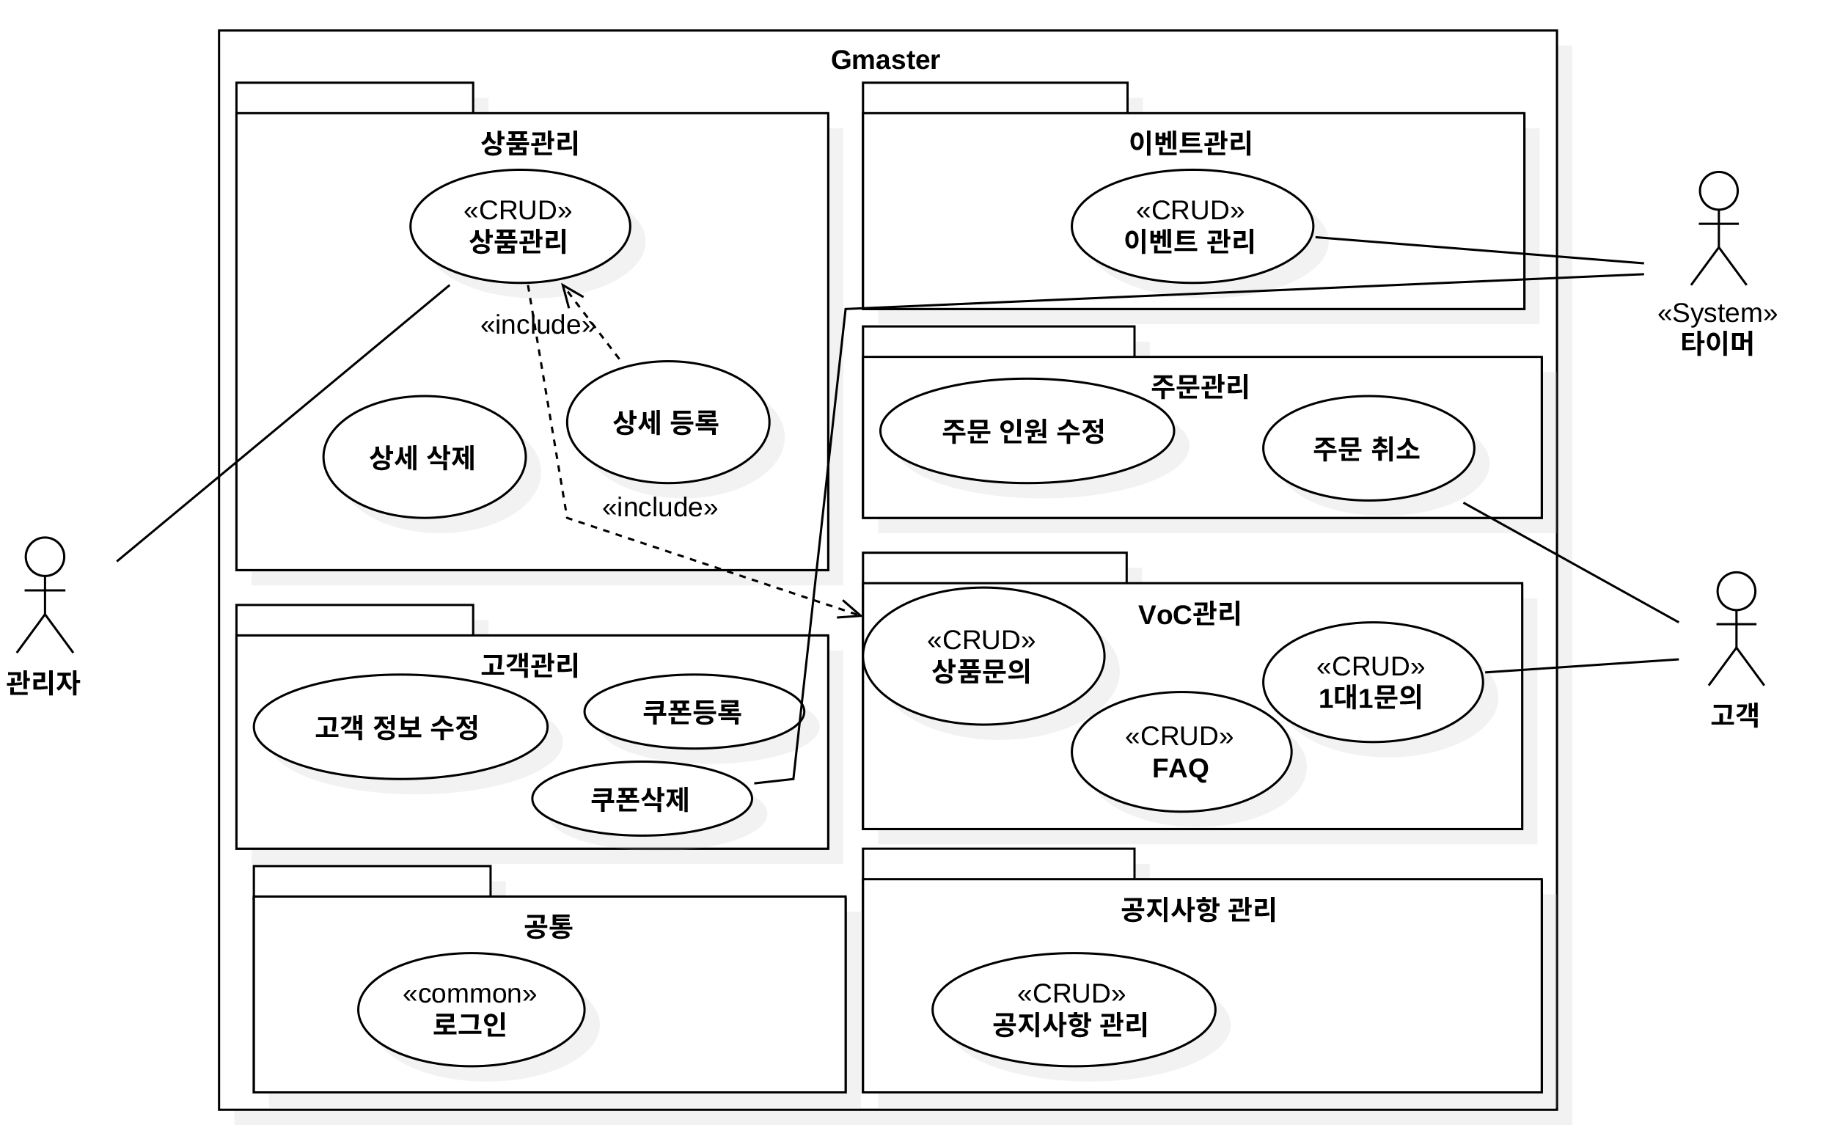 Gmaster
상품관리
«CRUD»
상품관리
«include»
상세 등록
상세 삭제
«include»
이벤트관리
«CRUD»
이벤트 관리
«System»
타이머
주문관리
주문 인원 수정
주문 취소
관리자
고객관리
고객 정보 수정
쿠폰등록
쿠폰삭제
VoC관리
«CRUD»
상품문의
«CRUD»
1대1문의
«CRUD»
FAQ
고객
공통
«common»
로그인
공지사항 관리
«CRUD»
공지사항 관리